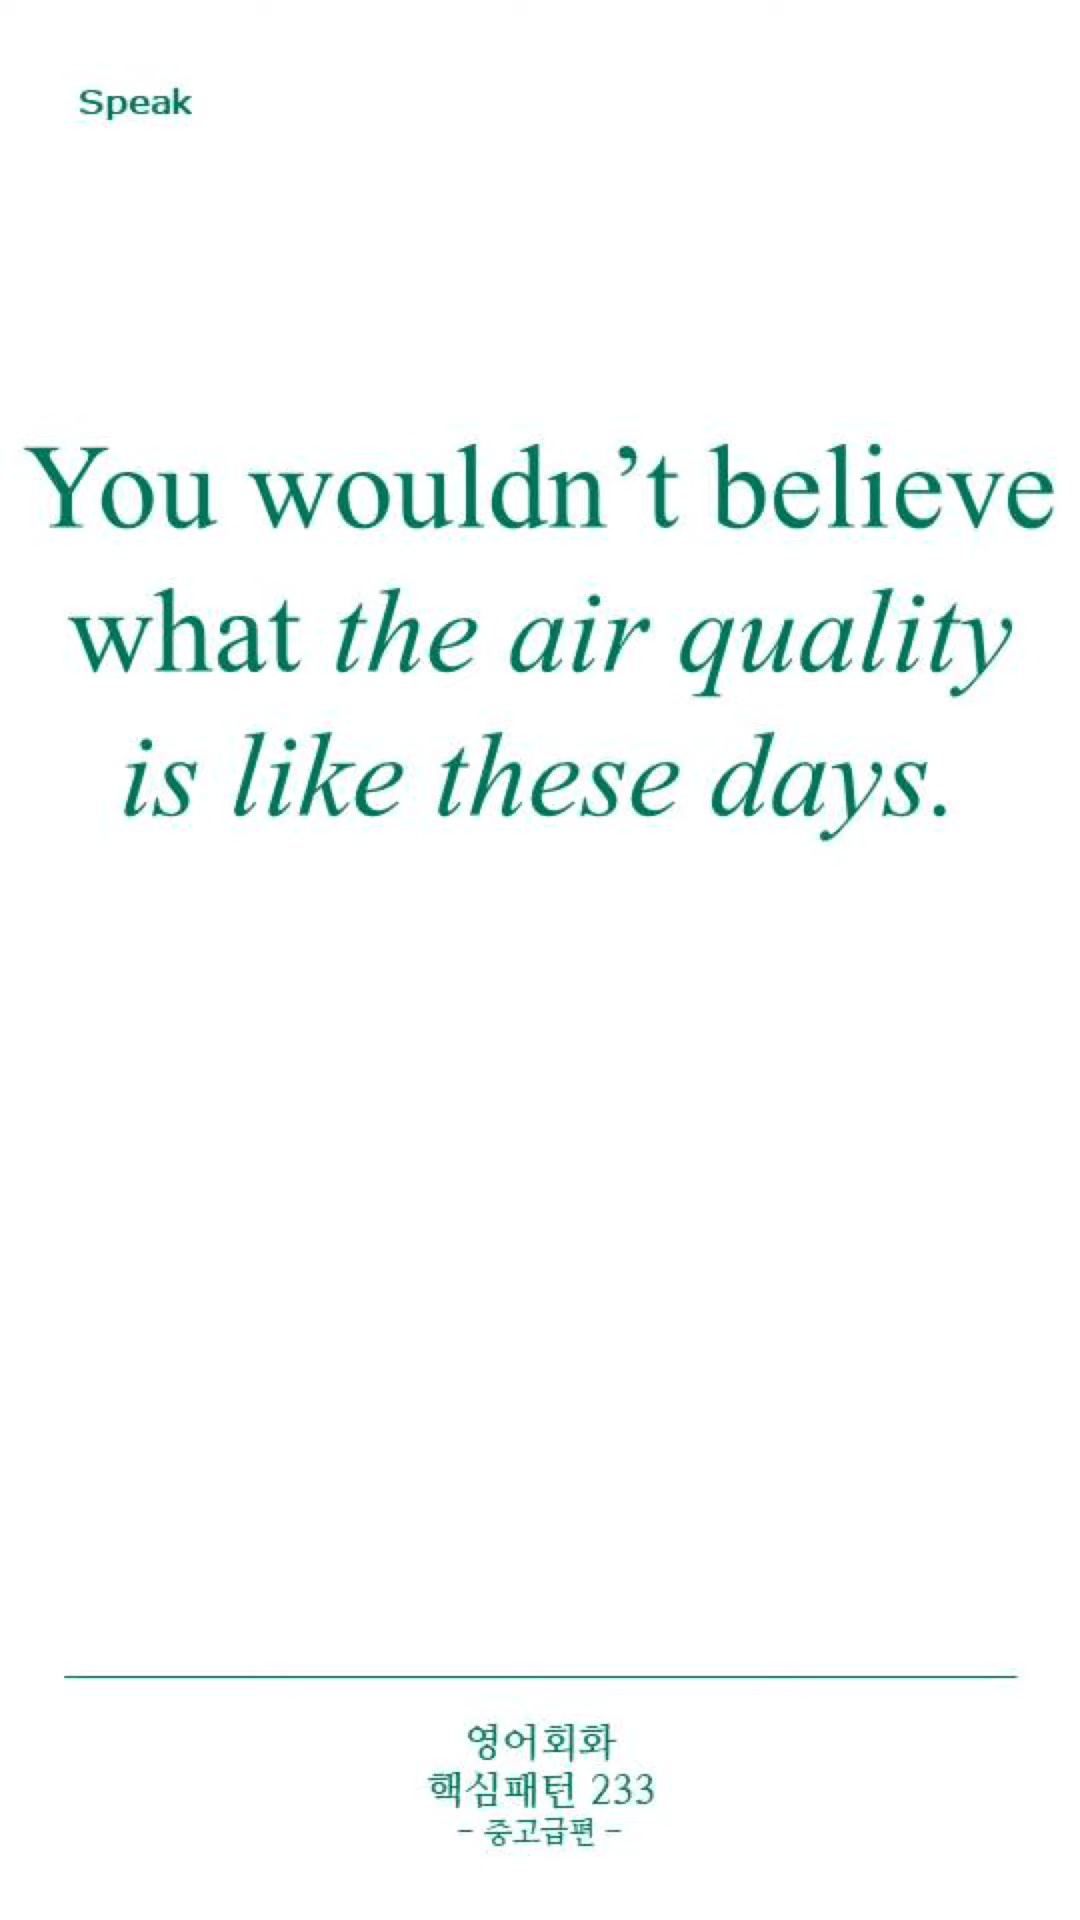 Speak
You wouldn’t believe
what the air quality
is like these days.
영어회화
핵심패턴 233
- 중고급편 -